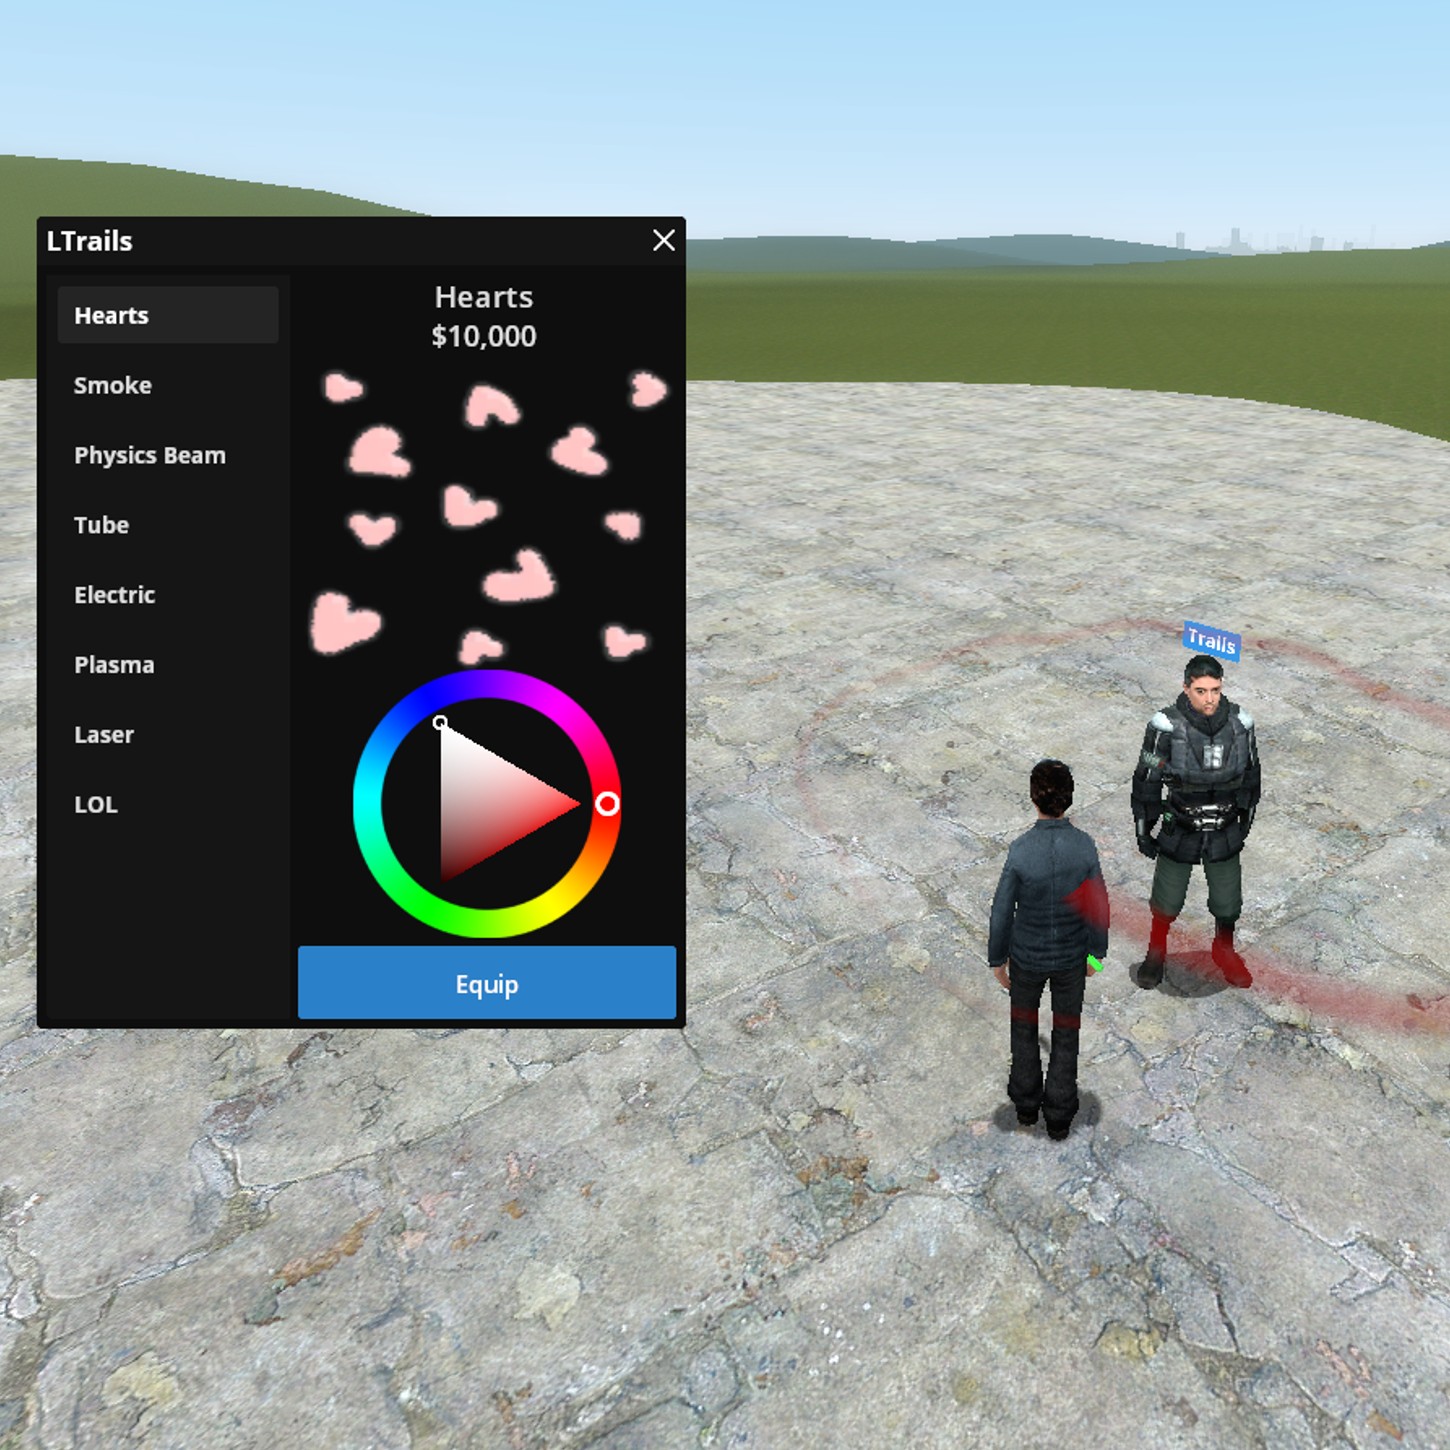 LTrails
Hearts
Smoke
Physics Beam
Tube
Electric
Plasma
Laser
LOL
Hearts
$10,000
Equip
Trails